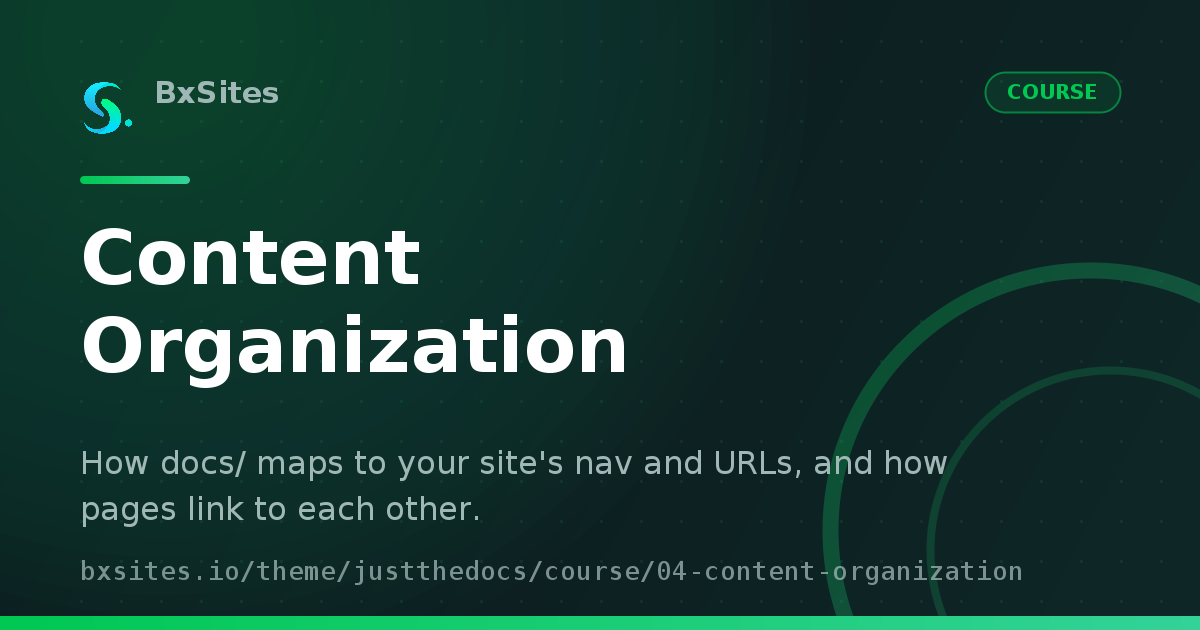 BxSites
COURSE
Content
Organization
How docs/ maps to your site's nav and URLs, and how
pages link to each other.
bxsites.io/theme/justthedocs/course/04-content-organization